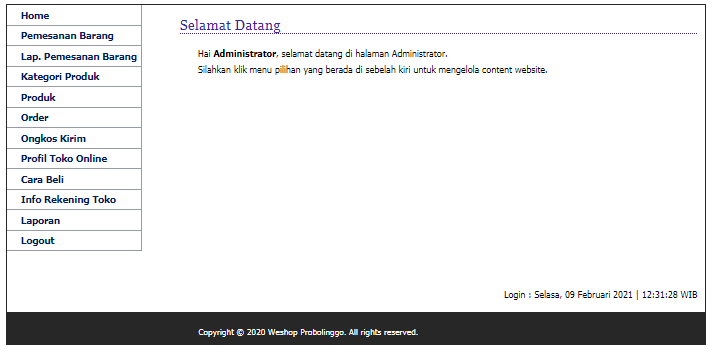 Home
Pemesanan Barang
Lap. Pemesanan Barang
Kategori Produk
Produk
Order
Ongkos Kirim
Profil Toko Online
Cara Beli
Info Rekening Toko
Laporan
Logout
Selamat Datang
Hai Administrator, selamat datang di halaman Administrator.
Silahkan klik menu pilihan yang berada di sebelah kiri untuk mengelola content website.
Login : Selasa, 09 Februari 2021 | 12:31:28 WIB
Copyright © 2020 Weshop Probolinggo. All rights reserved.